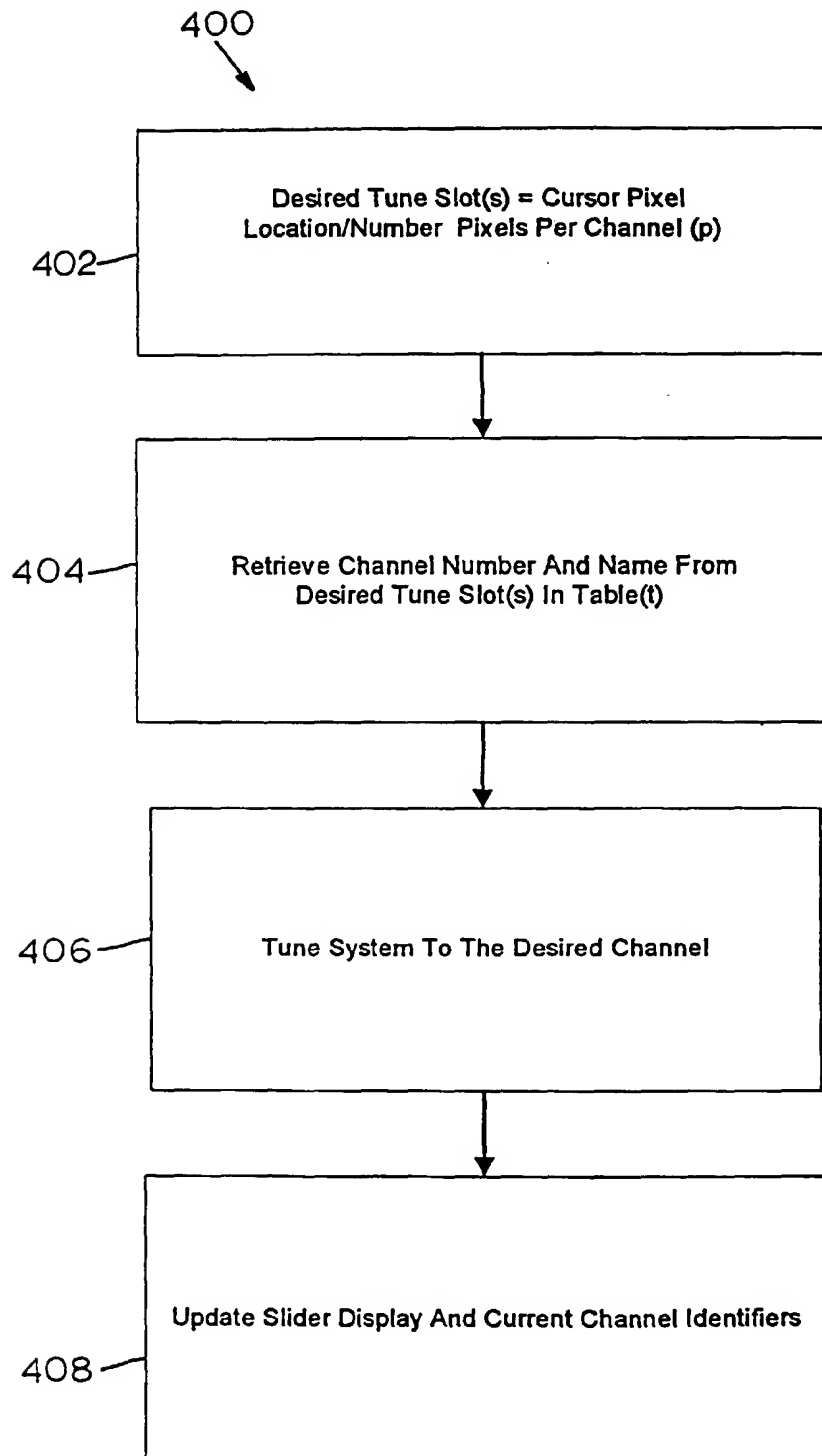 400
Desired Tune Slot(s) = Cursor Pixel
Location/Number Pixels Per Channel (p)
402
Retrieve Channel Number And Name From
Desired Tune Slot(s) In Table(t)
404
Tune System To The Desired Channel
406
Update Slider Display And Current Channel Identifiers
408